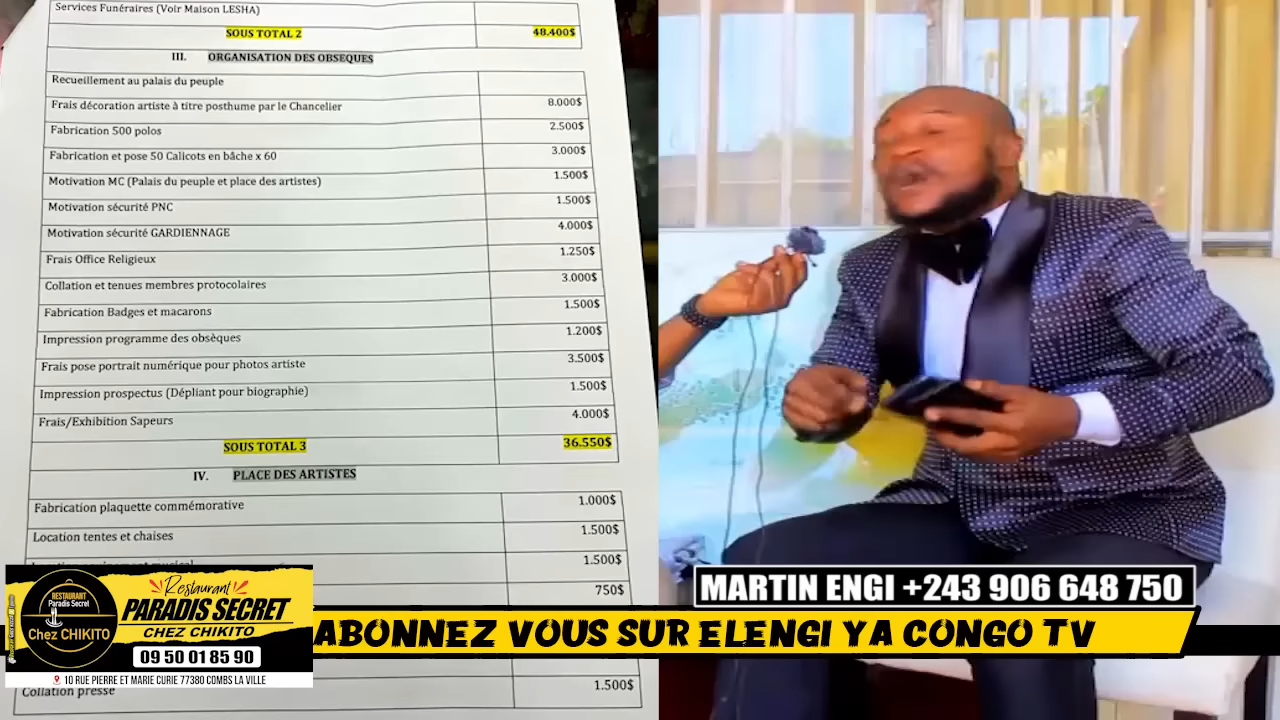 Services Funéraires (Voir Maison LESHA)
SOUS TOTAL 2 48.400$
III. ORGANISATION DES OBSEQUES
Recueillement au palais du peuple
Frais décoration artiste à titre posthume par le Chancelier 8.000$
Fabrication 500 polos 2.500$
Fabrication et pose 50 Calicots en bâche x 60 3.000$
Motivation MC (Palais du peuple et place des artistes) 1.500$
Motivation sécurité PNC 1.500$
Motivation sécurité GARDIENNAGE 4.000$
Frais Office Religieux 1.250$
Collation et tenues membres protocolaires 3.000$
Fabrication Badges et macarons 1.500$
Impression programme des obsèques 1.200$
Frais pose portrait numérique pour photos artiste 3.500$
Impression prospectus (Dépliant pour biographie) 1.500$
Frais/Exhibition Sapeurs 4.000$
SOUS TOTAL 3 36.550$
IV. PLACE DES ARTISTES
Fabrication plaquette commémorative 1.000$
Location tentes et chaises 1.500$
1.500$
750$
Collation presse 1.500$
RESTAURANT
Paradis Secret
Chez CHIKITO
Restaurant
PARADIS SECRET
CHEZ CHIKITO
09 50 01 85 90
10 RUE PIERRE ET MARIE CURIE 77380 COMBS LA VILLE
MARTIN ENGI +243 906 648 750
ABONNEZ VOUS SUR ELENGI YA CONGO TV